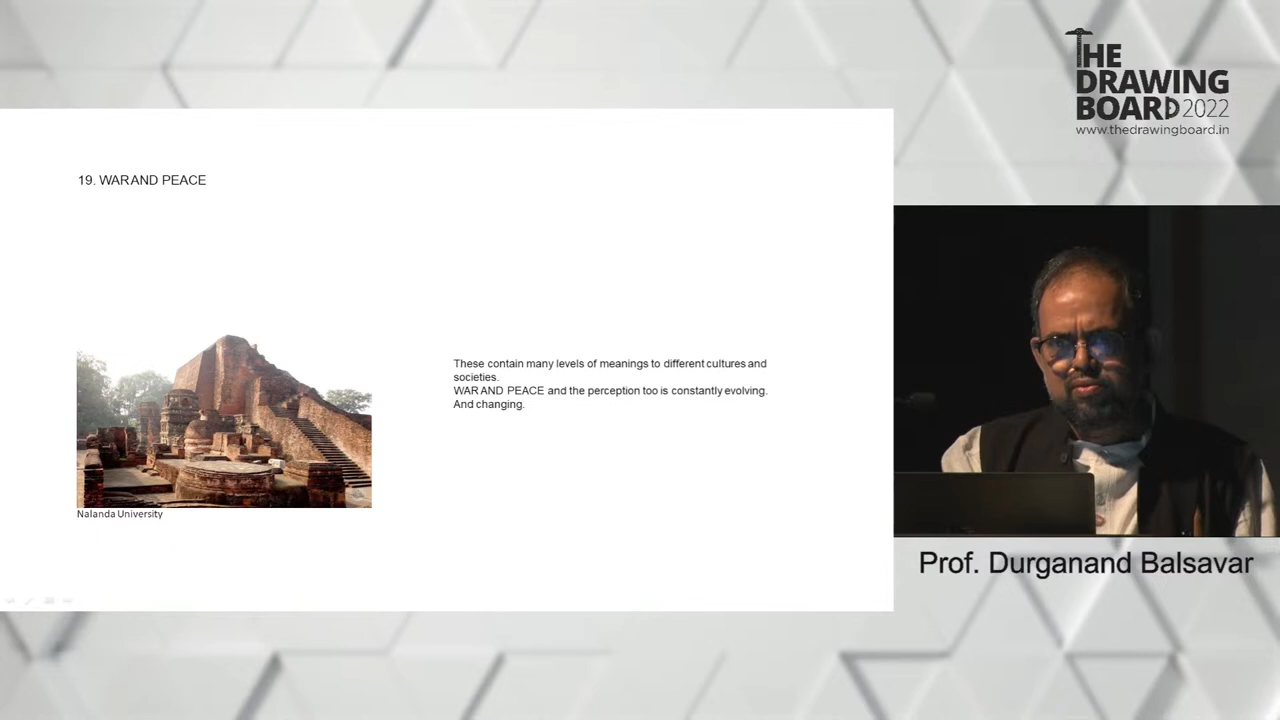 THE
DRAWING
BOARD 2022
www.thedrawingboard.in
19. WAR AND PEACE
These contain many levels of meanings to different cultures and
societies.
WAR AND PEACE and the perception too is constantly evolving.
And changing.
Nalanda University
Prof. Durganand Balsavar